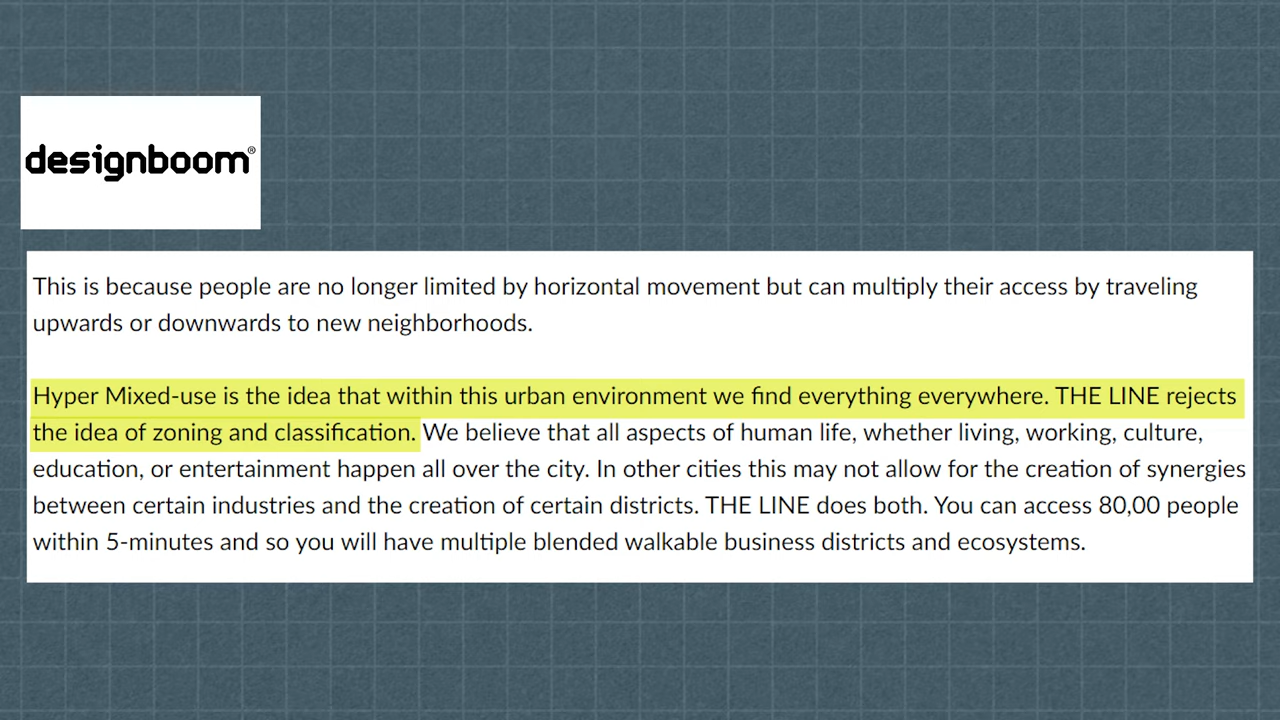 designboom®
This is because people are no longer limited by horizontal movement but can multiply their access by traveling
upwards or downwards to new neighborhoods.
Hyper Mixed-use is the idea that within this urban environment we find everything everywhere. THE LINE rejects
the idea of zoning and classification. We believe that all aspects of human life, whether living, working, culture,
education, or entertainment happen all over the city. In other cities this may not allow for the creation of synergies
between certain industries and the creation of certain districts. THE LINE does both. You can access 80,00 people
within 5-minutes and so you will have multiple blended walkable business districts and ecosystems.